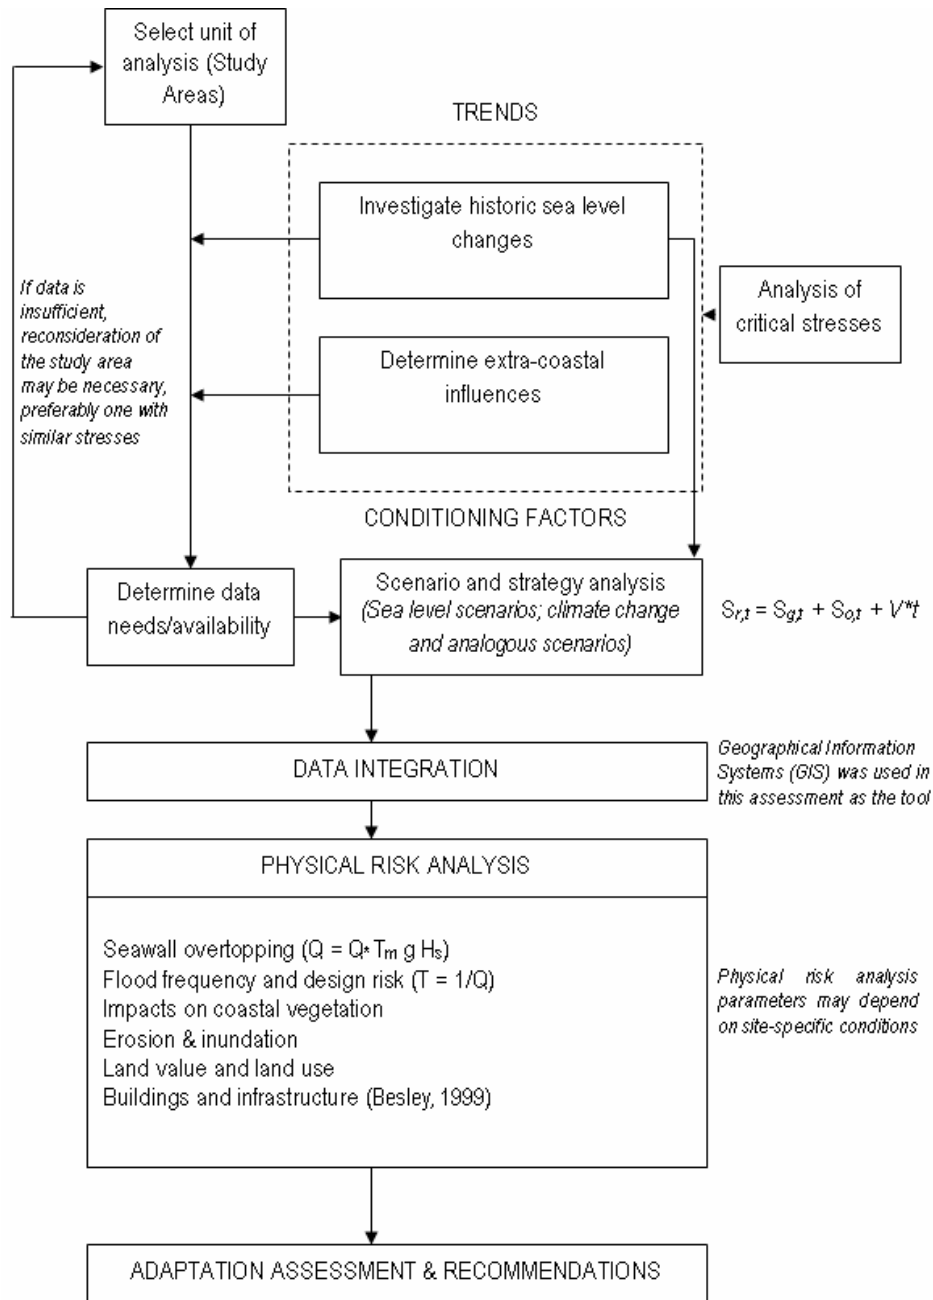 Select unit of
analysis (Study
Areas)
TRENDS
Investigate historic sea level
changes
Analysis of
critical stresses
If data is
insufficient,
reconsideration of
the study area
may be necessary,
preferably one with
similar stresses
Determine extra-coastal
influences
CONDITIONING FACTORS
Determine data
needs/availability
Scenario and strategy analysis
(Sea level scenarios; climate change
and analogous scenarios)
S_{r,t} = S_{g,t} + S_{o,t} + V*t
DATA INTEGRATION
Geographical Information
Systems (GIS) was used in
this assessment as the tool
PHYSICAL RISK ANALYSIS
Seawall overtopping (Q = Q* T_m g H_s)
Flood frequency and design risk (T = 1/Q)
Impacts on coastal vegetation
Erosion & inundation
Land value and land use
Buildings and infrastructure (Besley, 1999)
Physical risk analysis
parameters may depend
on site-specific conditions
ADAPTATION ASSESSMENT & RECOMMENDATIONS